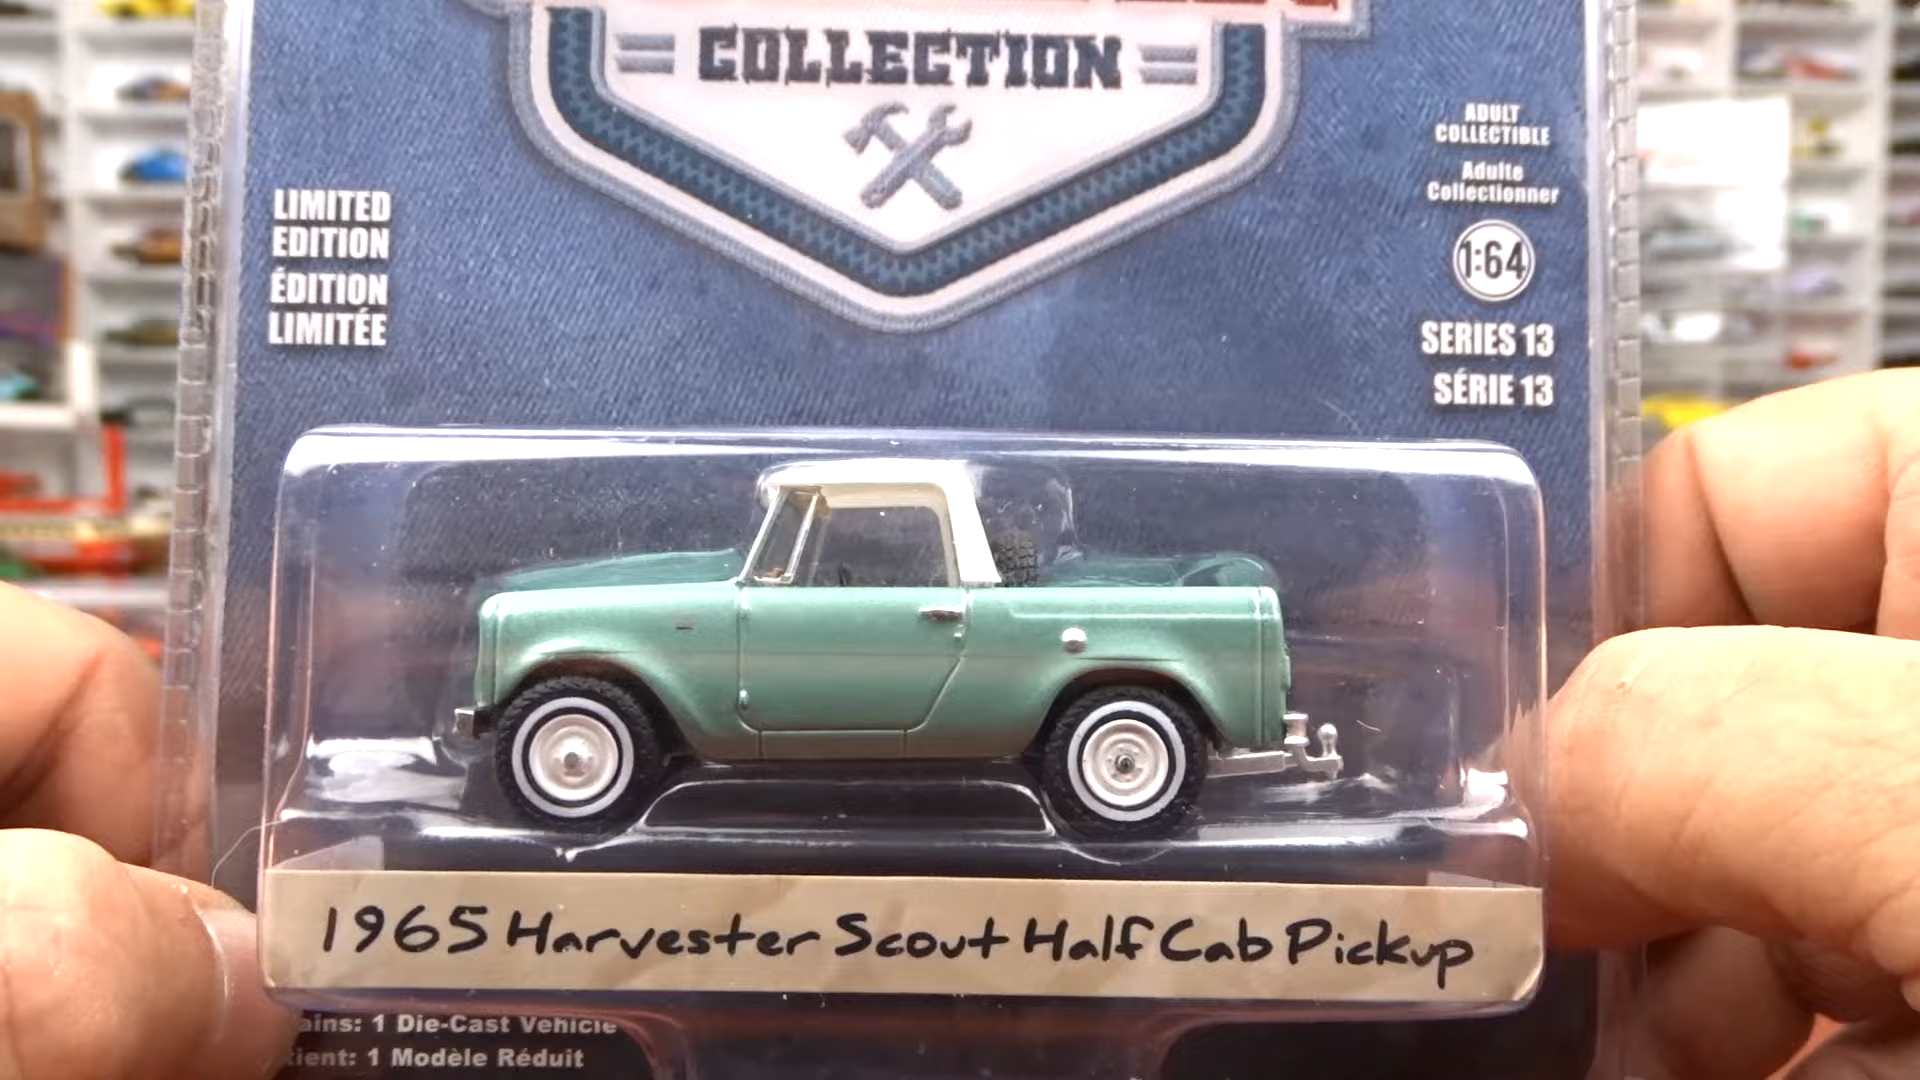 COLLECTION
LIMITED
EDITION
ÉDITION
LIMITÉE
ADULT
COLLECTIBLE
Adulte
Collectionner
1:64
SERIES 13
SÉRIE 13
1965 Harvester Scout Half Cab Pickup
1 Die-Cast Vehicle
1 Modèle Réduit